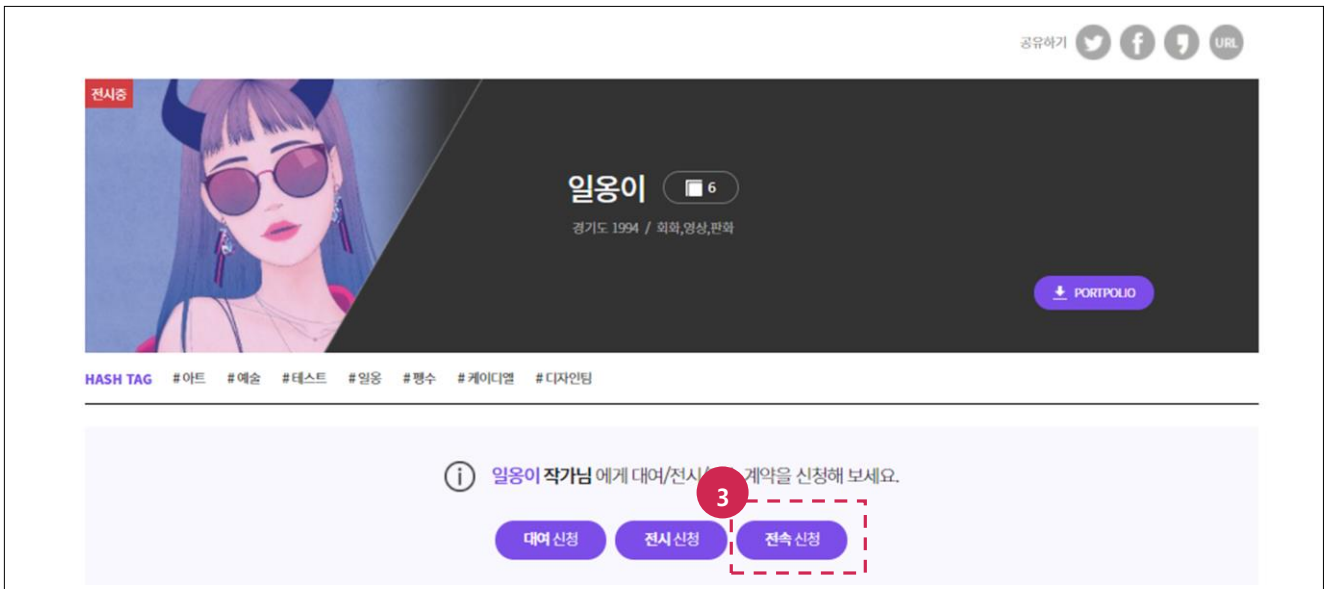 공유하기 URL
전시중
일옹이 6
경기도 1994 / 회화,영상,판화
PORTPOLIO
HASH TAG #아트 #예술 #테스트 #일웅 #펭수 #케이디앨 #디자인팀
일옹이 작가님 에게 대여/전시/ 계약을 신청해 보세요.
3
대여 신청 전시 신청 전속 신청